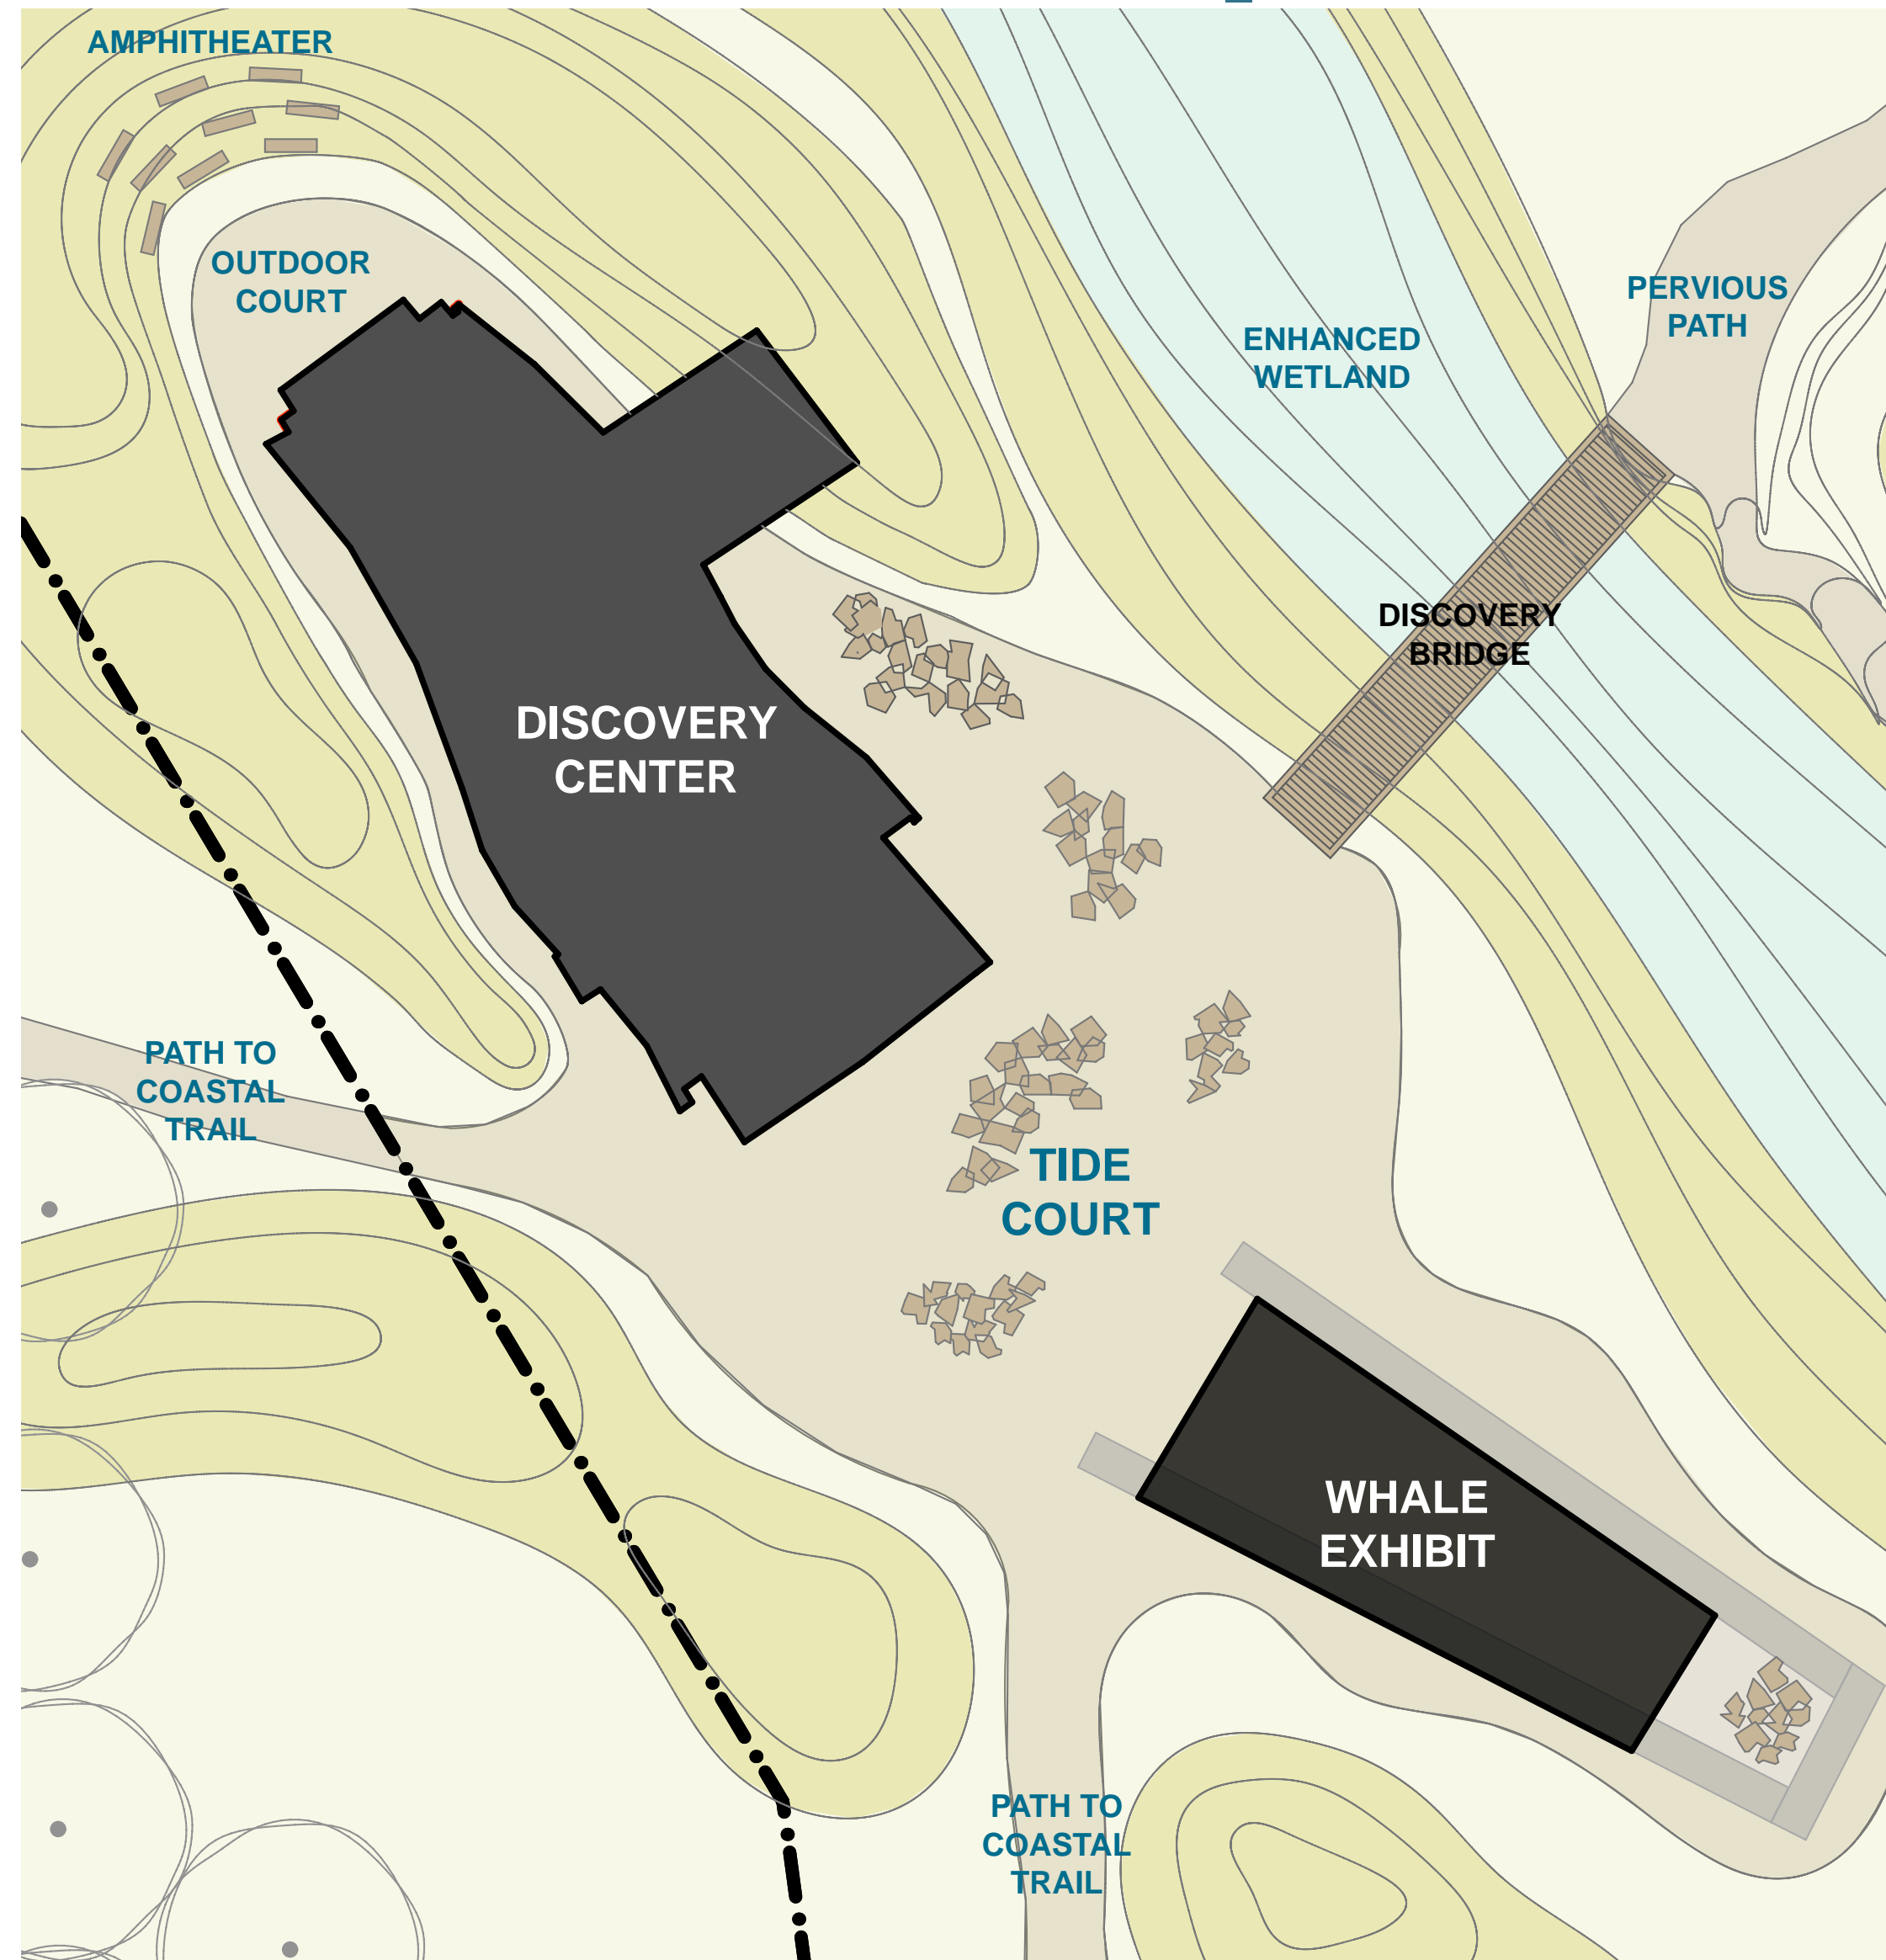 AMPHITHEATER
OUTDOOR
COURT
PERVIOUS
PATH
ENHANCED
WETLAND
DISCOVERY
BRIDGE
DISCOVERY
CENTER
PATH TO
COASTAL
TRAIL
TIDE
COURT
WHALE
EXHIBIT
PATH TO
COASTAL
TRAIL